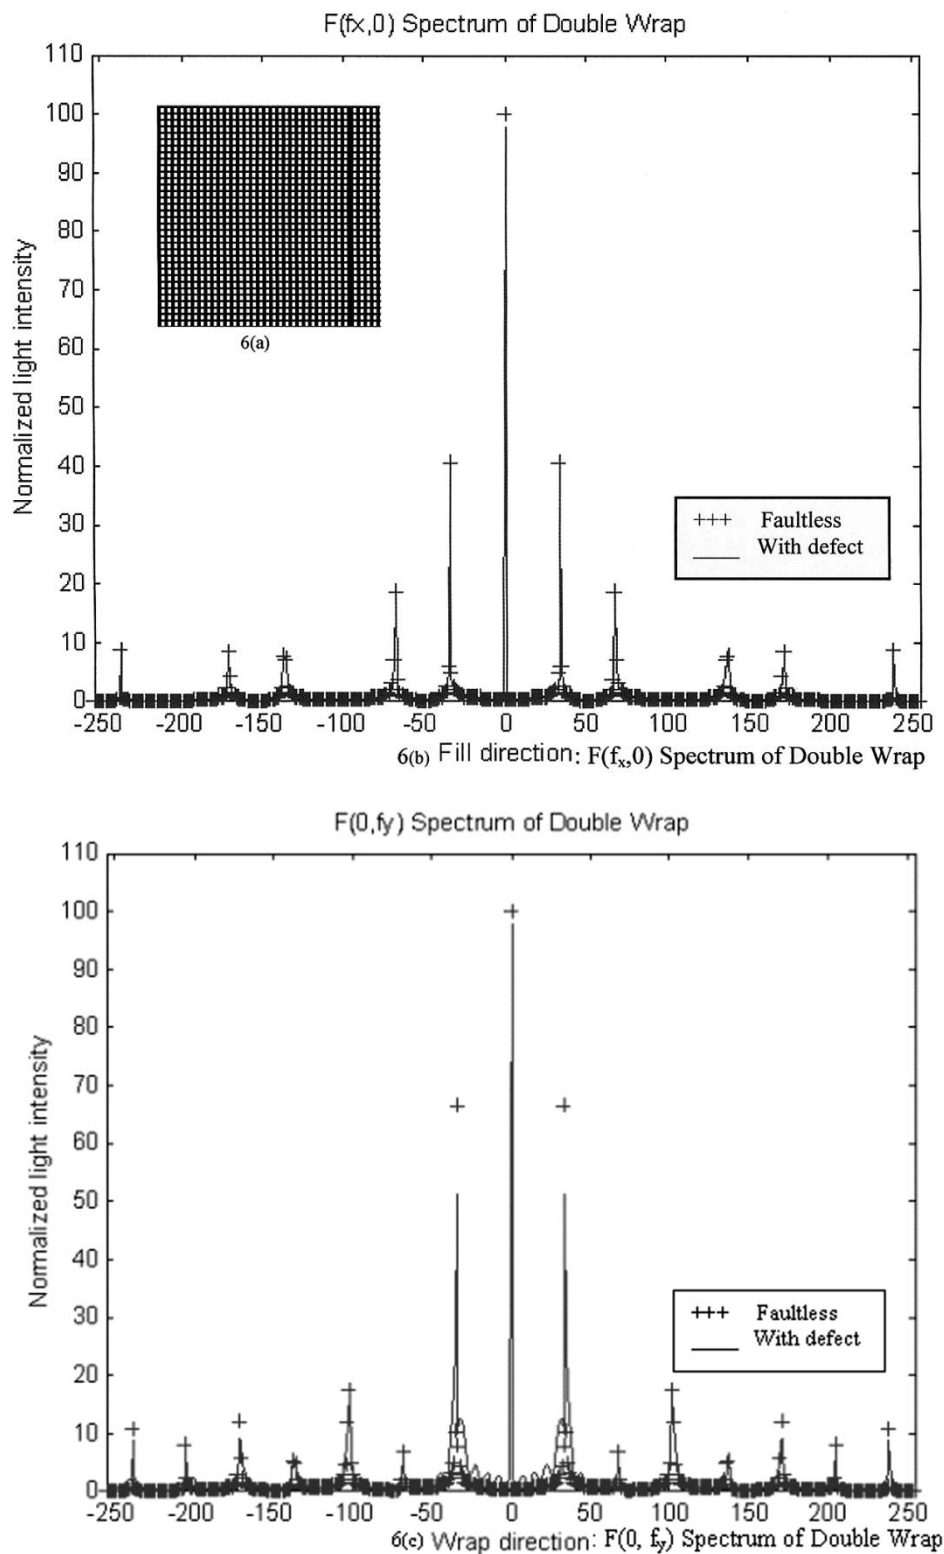 F(fx,0) Spectrum of Double Wrap
110
100
90
80
70
60
50
40
30
20
10
0
Normalized light intensity
6(a)
+++ Faultless
With defect
-250 -200 -150 -100 -50 0 50 100 150 200 250
6(b) Fill direction: F(fx,0) Spectrum of Double Wrap
F(0,fy) Spectrum of Double Wrap
110
100
90
80
70
60
50
40
30
20
10
0
Normalized light intensity
+++ Faultless
With defect
-250 -200 -150 -100 -50 0 50 100 150 200 250
6(c) Wrap direction: F(0, fy) Spectrum of Double Wrap